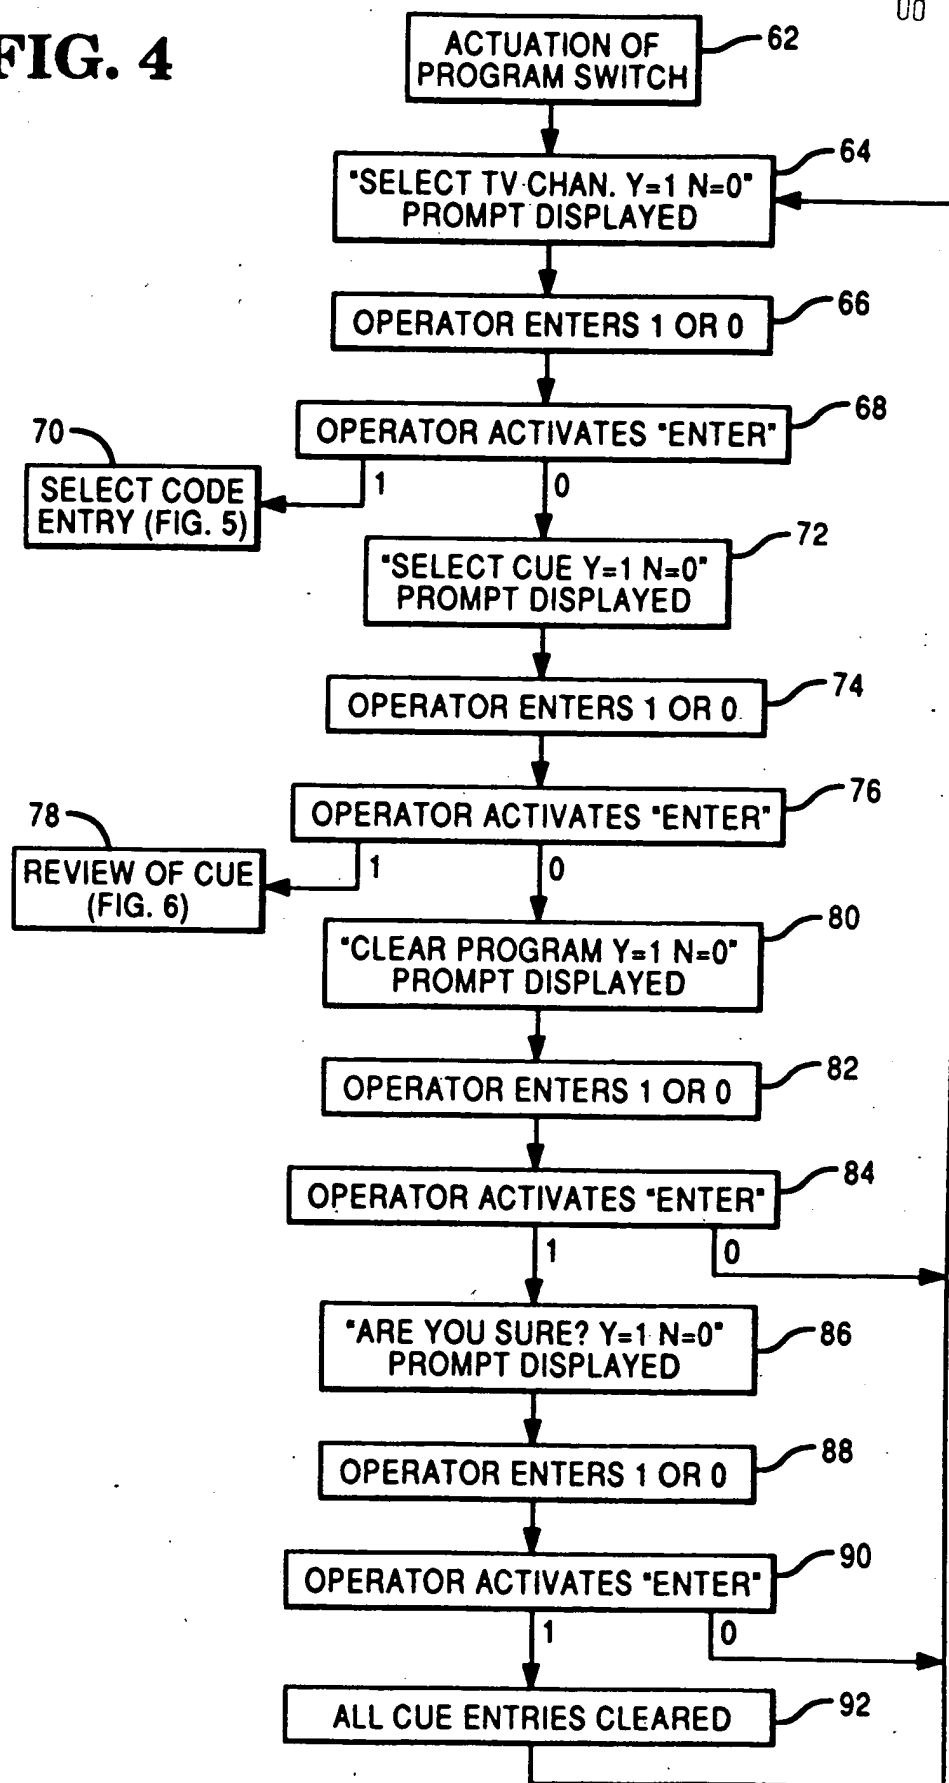 FIG. 4
00
ACTUATION OF
PROGRAM SWITCH
62
"SELECT TV CHAN. Y=1 N=0"
PROMPT DISPLAYED
64
OPERATOR ENTERS 1 OR 0
66
OPERATOR ACTIVATES "ENTER"
68
70
SELECT CODE
ENTRY (FIG. 5)
1
0
"SELECT CUE Y=1 N=0"
PROMPT DISPLAYED
72
OPERATOR ENTERS 1 OR 0
74
OPERATOR ACTIVATES "ENTER"
76
78
REVIEW OF CUE
(FIG. 6)
1
0
"CLEAR PROGRAM Y=1 N=0"
PROMPT DISPLAYED
80
OPERATOR ENTERS 1 OR 0
82
OPERATOR ACTIVATES "ENTER"
84
1
0
"ARE YOU SURE? Y=1 N=0"
PROMPT DISPLAYED
86
OPERATOR ENTERS 1 OR 0
88
OPERATOR ACTIVATES "ENTER"
90
1
0
ALL CUE ENTRIES CLEARED
92